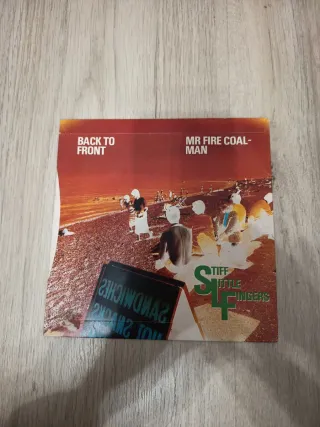 BACK TO
FRONT
MR FIRE COAL-
MAN
STIFF
LITTLE
FINGERS
SANDWICHES
HOT SNACKS